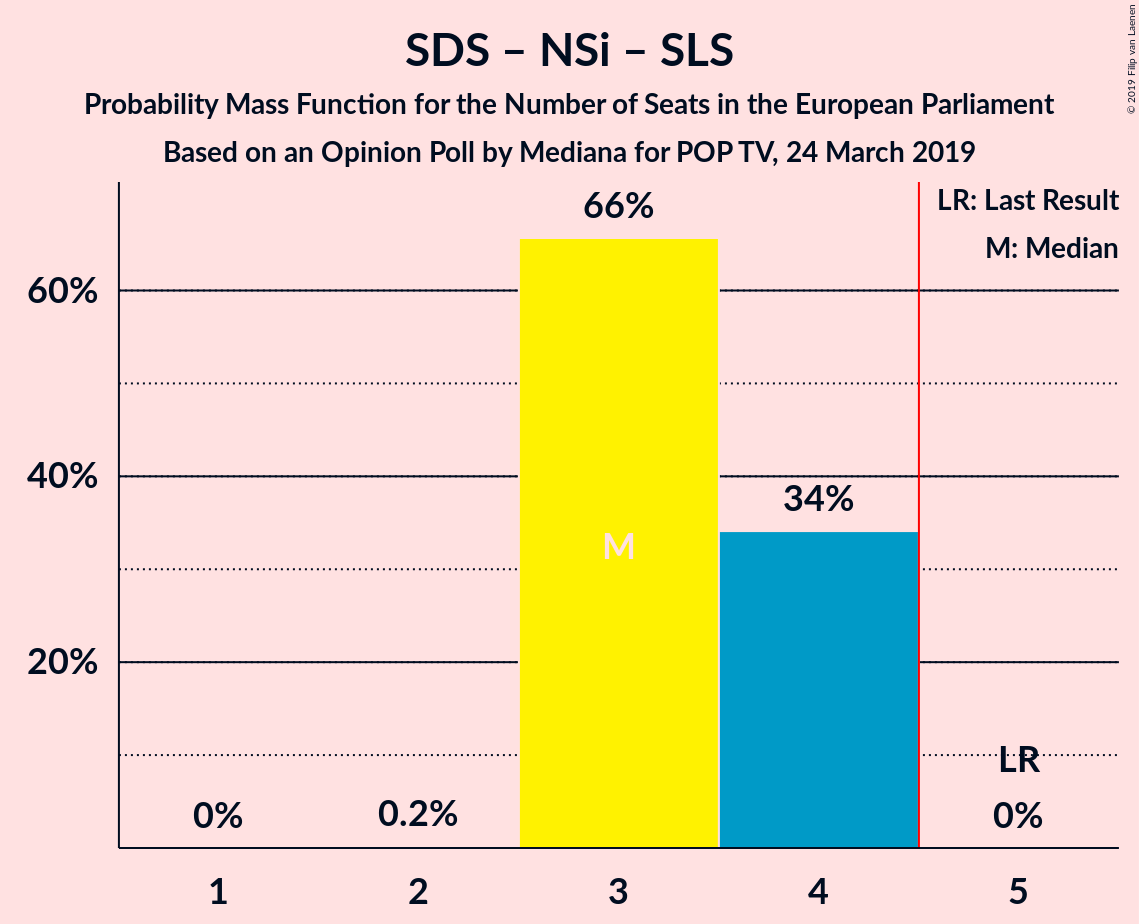 SDS – NSi – SLS
Probability Mass Function for the Number of Seats in the European Parliament
Based on an Opinion Poll by Mediana for POP TV, 24 March 2019
© 2019 Filip van Laenen
LR: Last Result
M: Median
66%
60%
40%
34%
M
20%
LR
0%
0.2%
0%
1
2
3
4
5